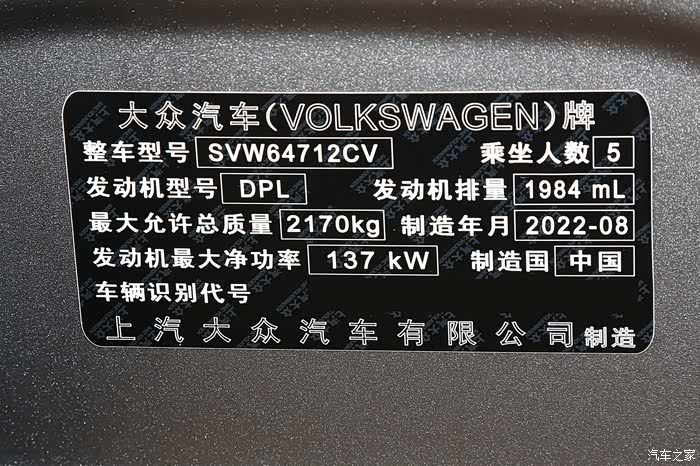 大众汽车(VOLKSWAGEN)牌
整车型号 SVW64712CV 乘坐人数 5
发动机型号 DPL 发动机排量 1984 mL
最大允许总质量 2170kg 制造年月 2022-08
发动机最大净功率 137 kW 制造国 中国
车辆识别代号
上汽大众汽车有限公司 制造
汽车之家